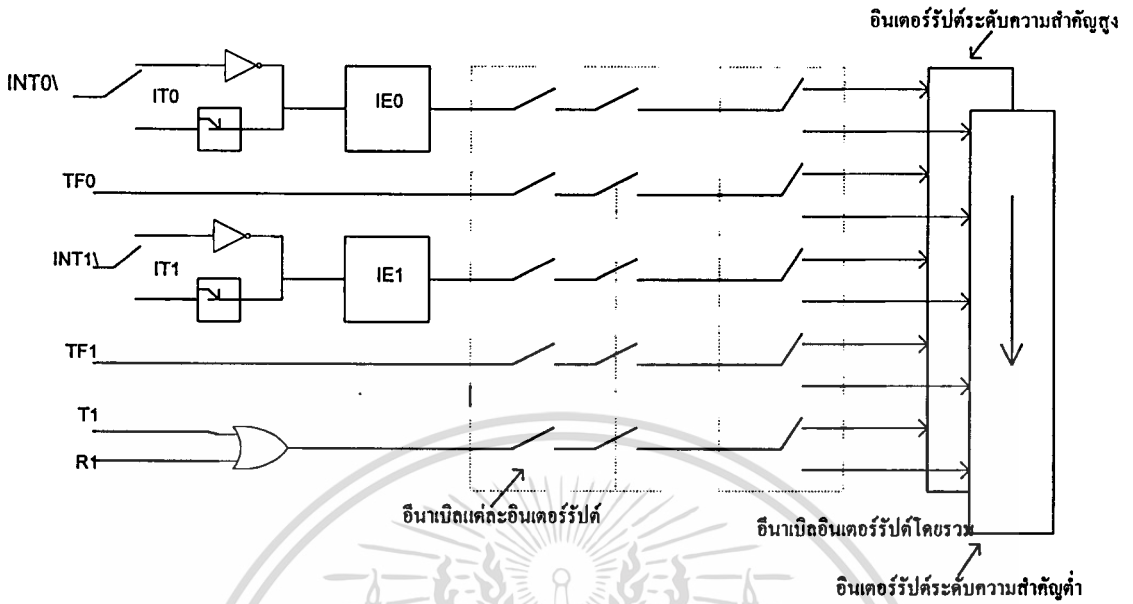 อินเตอร์รัปต์ระดับความสำคัญสูง
INT0\
IT0
IE0
TF0
INT1\
IT1
IE1
TF1
T1
R1
อีนาเบิลแต่ละอินเตอร์รัปต์
อีนาเบิลอินเตอร์รัปต์โดยรวม
อินเตอร์รัปต์ระดับความสำคัญต่ำ